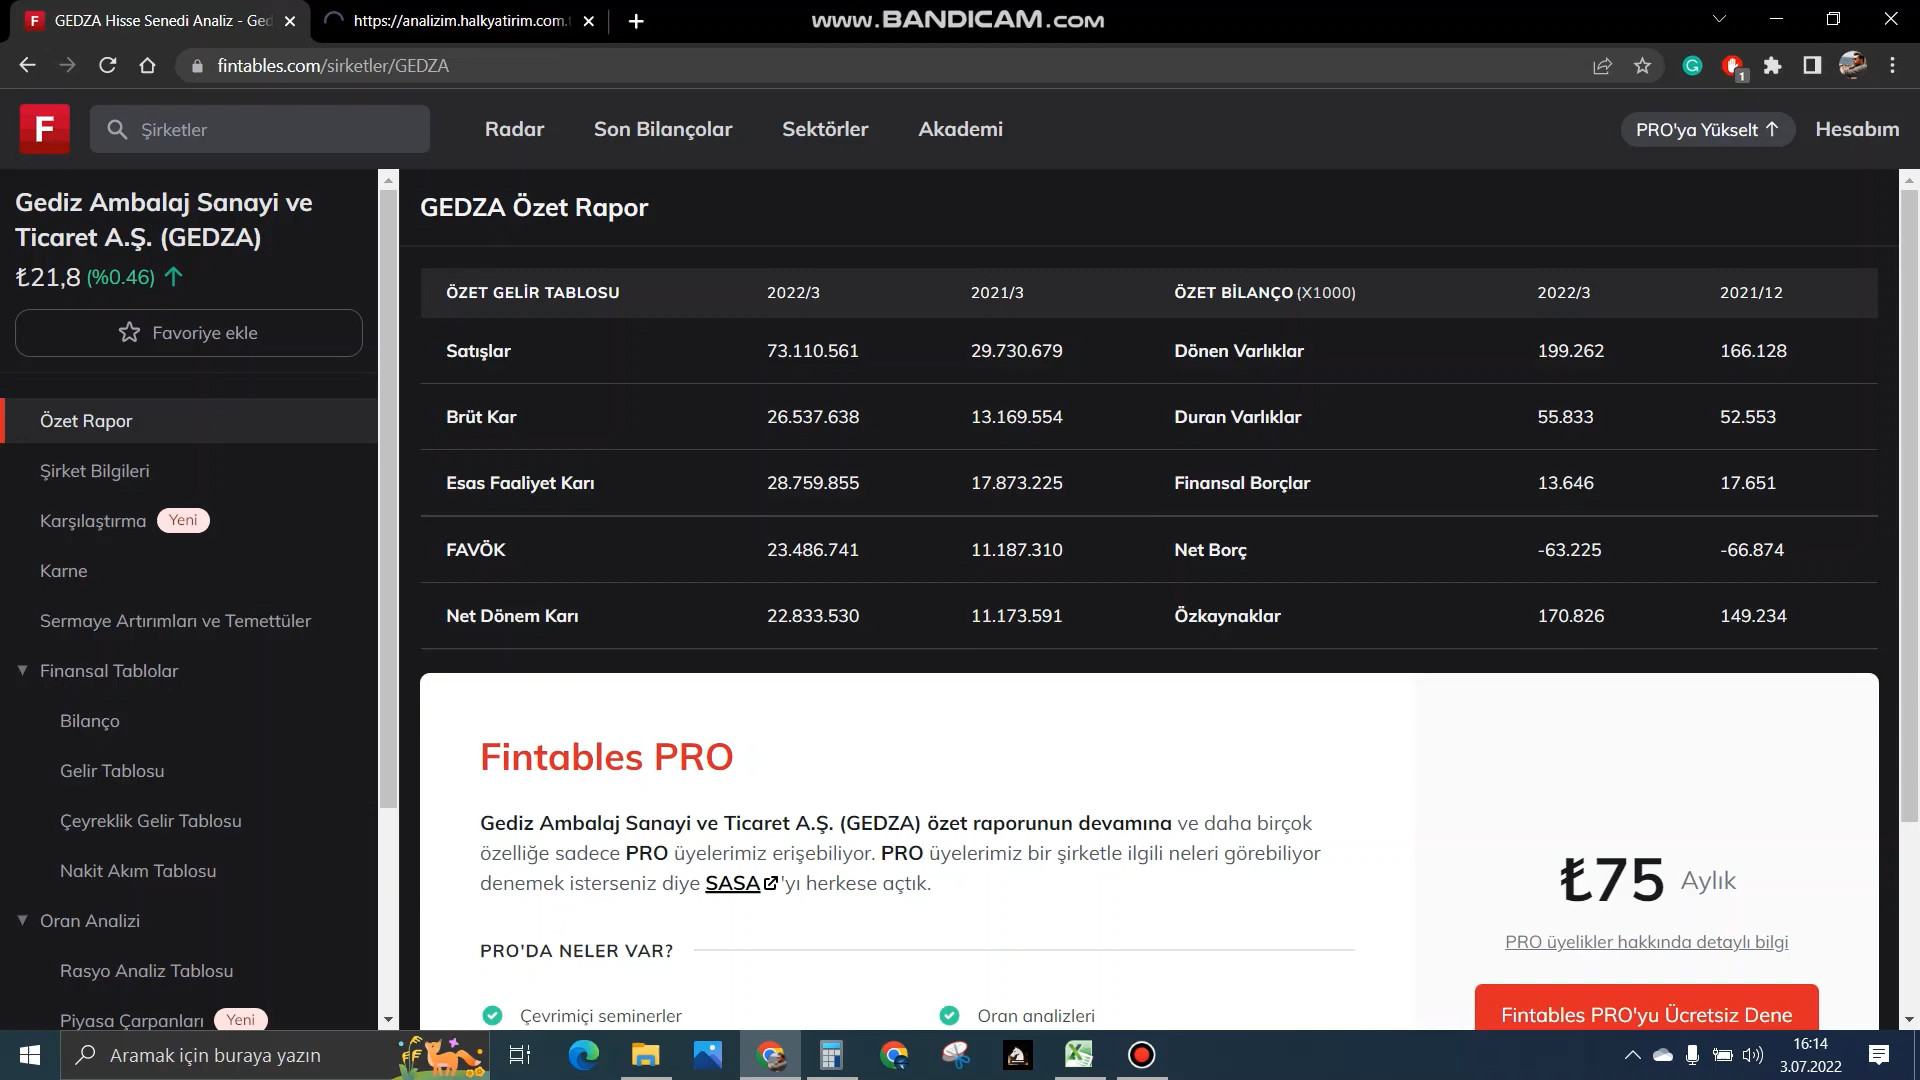 GEDZA Hisse Senedi Analiz - Ged
https://analizim.halkyatirim.com.t
www.BANDICAM.com
fintables.com/sirketler/GEDZA
1
F
Şirketler
Radar
Son Bilançolar
Sektörler
Akademi
PRO'ya Yükselt ↑
Hesabım
Gediz Ambalaj Sanayi ve
Ticaret A.Ş. (GEDZA)
₺21,8 (%0.46) ↑
Favoriye ekle
Özet Rapor
Şirket Bilgileri
Karşılaştırma Yeni
Karne
Sermaye Artırımları ve Temettüler
Finansal Tablolar
Bilanço
Gelir Tablosu
Çeyreklik Gelir Tablosu
Nakit Akım Tablosu
Oran Analizi
Rasyo Analiz Tablosu
Piyasa Çarpanları Yeni
GEDZA Özet Rapor
ÖZET GELİR TABLOSU 2022/3 2021/3 ÖZET BİLANÇO (X1000) 2022/3 2021/12
Satışlar 73.110.561 29.730.679 Dönen Varlıklar 199.262 166.128
Brüt Kar 26.537.638 13.169.554 Duran Varlıklar 55.833 52.553
Esas Faaliyet Karı 28.759.855 17.873.225 Finansal Borçlar 13.646 17.651
FAVÖK 23.486.741 11.187.310 Net Borç -63.225 -66.874
Net Dönem Karı 22.833.530 11.173.591 Özkaynaklar 170.826 149.234
Fintables PRO
Gediz Ambalaj Sanayi ve Ticaret A.Ş. (GEDZA) özet raporunun devamına ve daha birçok
özelliğe sadece PRO üyelerimiz erişebiliyor. PRO üyelerimiz bir şirketle ilgili neleri görebiliyor
denemek isterseniz diye SASA'yı herkese açtık.
PRO'DA NELER VAR?
Çevrimiçi seminerler
Oran analizleri
₺75 Aylık
PRO üyelikler hakkında detaylı bilgi
Fintables PRO'yu Ücretsiz Dene
Aramak için buraya yazın
16:14
3.07.2022